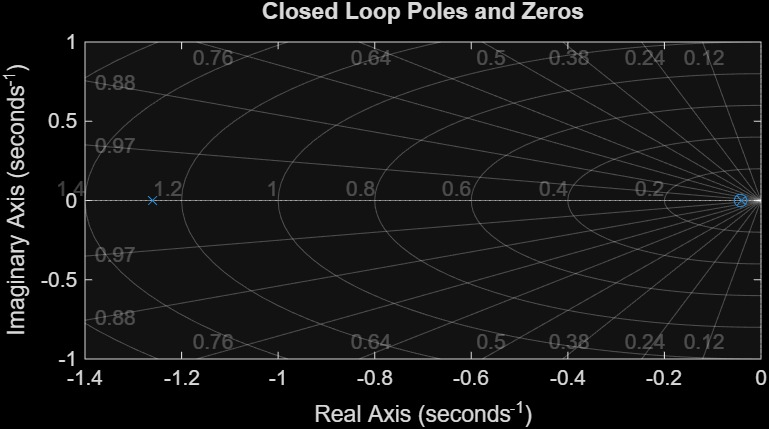 Closed Loop Poles and Zeros
Imaginary Axis (seconds⁻¹)
1
0.5
0
-0.5
-1
0.76 0.64 0.5 0.38 0.24 0.12
0.88
0.97
1.4 1.2 1 0.8 0.6 0.4 0.2
0.97
0.88
0.76 0.64 0.5 0.38 0.24 0.12
-1.4 -1.2 -1 -0.8 -0.6 -0.4 -0.2 0
Real Axis (seconds⁻¹)